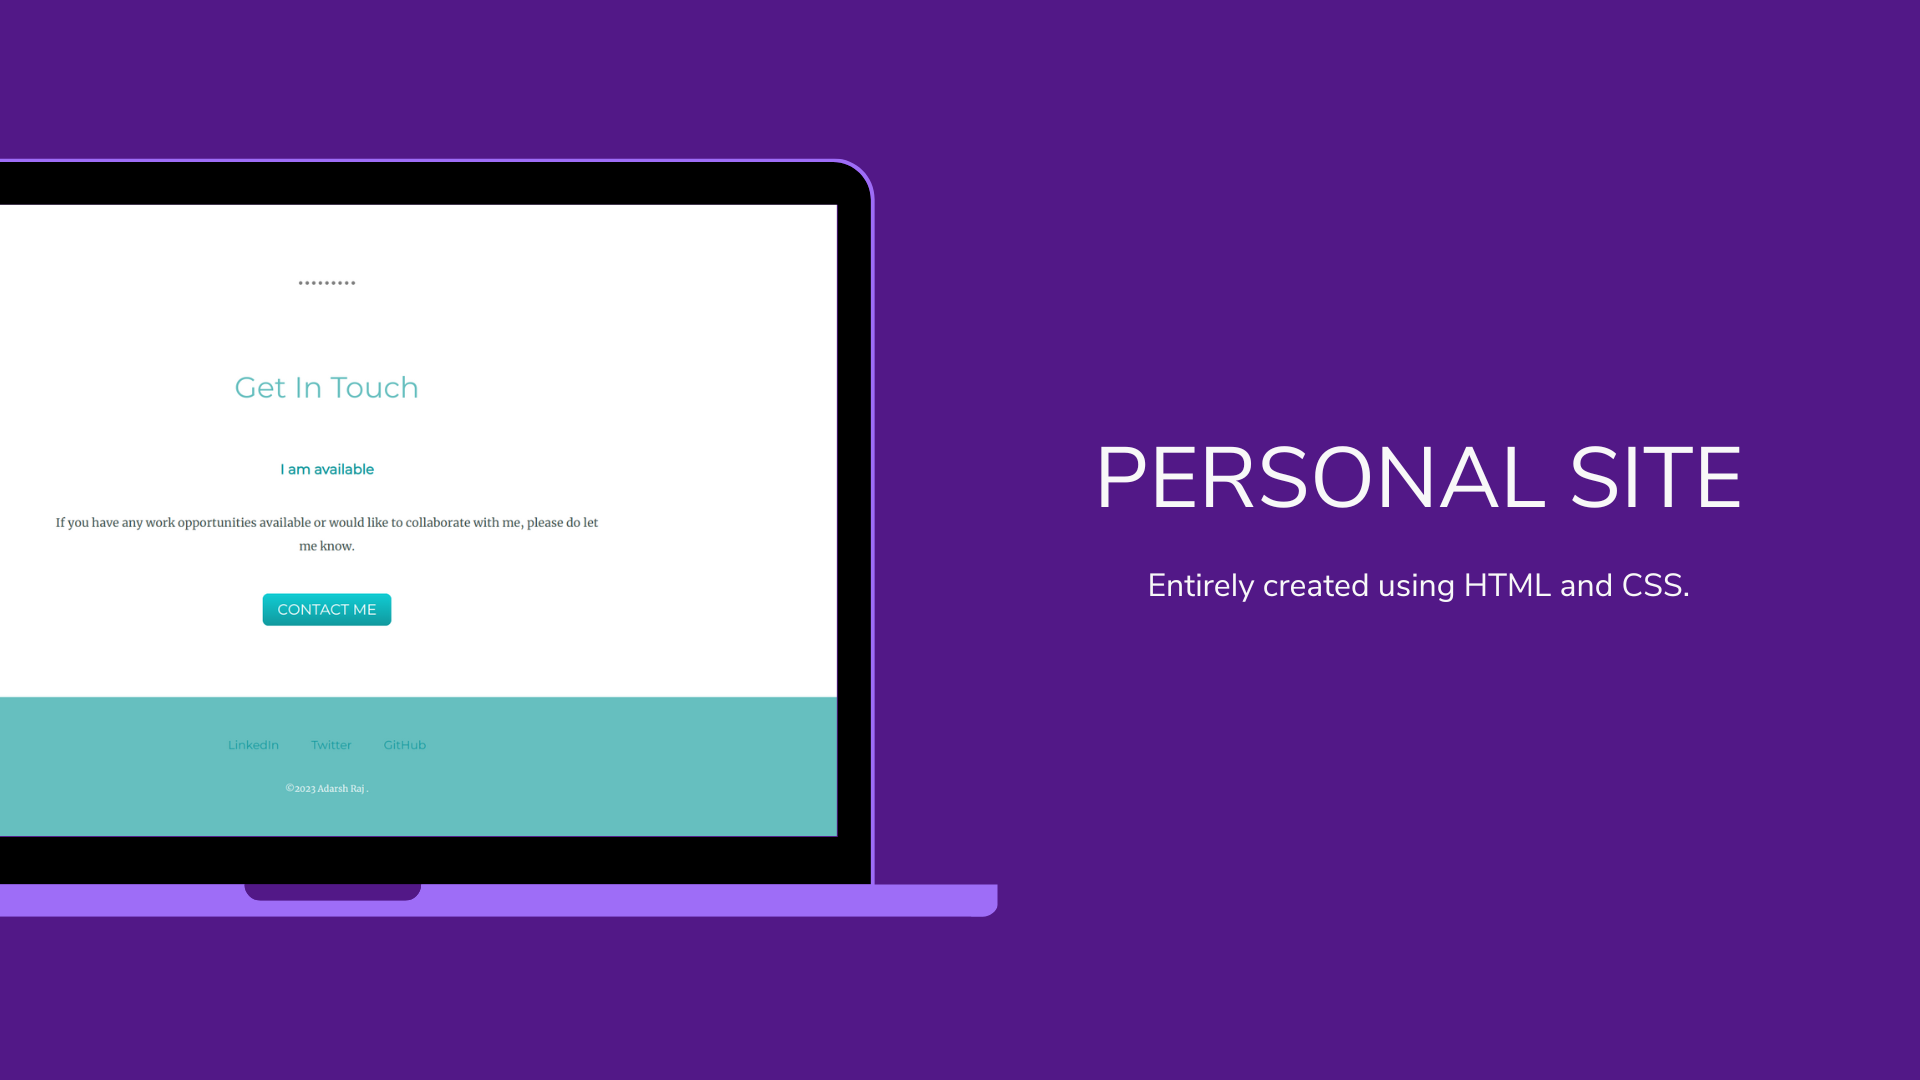 Get In Touch
I am available
If you have any work opportunities available or would like to collaborate with me, please do let
me know.
CONTACT ME
LinkedIn Twitter GitHub
©2023 Adarsh Raj .
PERSONAL SITE
Entirely created using HTML and CSS.